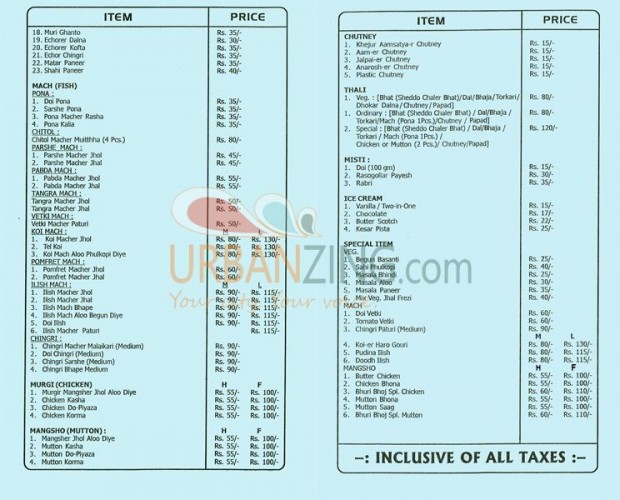 ITEM PRICE
18. Muri Ghanto Rs. 35/-
19. Echorer Dalna Rs. 30/-
20. Echorer Kofta Rs. 35/-
21. Echor Chingri Rs. 35/-
22. Matar Paneer Rs. 35/-
23. Shahi Paneer Rs. 40/-
MACH (FISH)
PONA :
1. Doi Pona Rs. 35/-
2. Sarshe Pona Rs. 35/-
3. Pona Macher Rasha Rs. 35/-
4. Pona Kalia Rs. 35/-
CHITOL :
Chitol Macher Muitthha (4 Pcs.) Rs. 80/-
PARSHE MACH :
1. Parshe Macher Jhol Rs. 45/-
2. Parshe Macher Jhal Rs. 45/-
PABDA MACH :
1. Pabda Macher Jhol Rs. 55/-
2. Pabda Macher Jhal Rs. 55/-
TANGRA MACH :
Tangra Macher Jhol Rs. 50/-
Tangra Macher Jhal Rs. 50/-
VETKI MACH :
Vetki Macher Paturi Rs. 50/-
KOI MACH : M L
1. Koi Macher Jhol Rs. 80/- Rs. 130/-
2. Tel Koi Rs. 80/- Rs. 130/-
3. Koi Mach Aloo Phulkopi Diye Rs. 80/- Rs. 130/-
POMFRET MACH :
1. Pomfret Macher Jhol Rs. 60/-
2. Pomfret Macher Jhal Rs. 60/-
ILISH MACH : M L
1. Ilish Macher Jhol Rs. 90/- Rs. 115/-
2. Ilish Macher Jhal Rs. 90/- Rs. 115/-
3. Ilish Mach Bhape Rs. 90/- Rs. 115/-
4. Ilish Mach Aloo Begun Diye Rs. 90/- Rs. 115/-
5. Doi Ilish Rs. 90/- Rs. 115/-
6. Ilish Macher Paturi Rs. 115/-
CHINGRI :
1. Chingri Macher Malaikari (Medium) Rs. 90/-
2. Doi Chingri (Medium) Rs. 90/-
3. Chingri Sarshe (Medium) Rs. 90/-
4. Chingri Bhape Medium Rs. 90/-
MURGI (CHICKEN) H F
1. Murgir Mangsher Jhol Aloo Diye Rs. 55/- Rs. 100/-
2. Chicken Kasha Rs. 55/- Rs. 100/-
3. Chicken Do-Piyaza Rs. 55/- Rs. 100/-
4. Chicken Korma Rs. 55/- Rs. 100/-
MANGSHO (MUTTON) : H F
1. Mangsher Jhol Aloo Diye Rs. 55/- Rs. 100/-
2. Mutton Kasha Rs. 55/- Rs. 100/-
3. Mutton Do-Piyaza Rs. 55/- Rs. 100/-
4. Mutton Korma Rs. 55/- Rs. 100/-
ITEM PRICE
CHUTNEY
1. Khejur Aamsatya-r Chutney Rs. 15/-
2. Aam-er Chutney Rs. 15/-
3. Jalpai-er Chutney Rs. 15/-
4. Anarosh-er Chutney Rs. 15/-
5. Plastic Chutney Rs. 15/-
THALI
1. Veg. : [Bhat (Sheddo Chaler Bhat)/Dal/Bhaja/Torkari/ Rs. 80/-
Dhokar Dalna/Chutney/Papad]
1. Ordinary : [Bhat (Sheddo Chaler Bhat) / Dal/Bhaja / Rs. 80/-
Torkari/Mach (Pona 1Pcs.)/Chutney / Papad]
2. Special : [Bhat (Sheddo Chaler Bhat) / Dal/Bhaja / Rs. 120/-
Torkari / Mach (Pona 1Pcs.) /
Chicken or Mutton (2 Pcs.)/ Chutney/Papad]
MISTI :
1. Doi (100 gm) Rs. 15/-
2. Rasogollar Payesh Rs. 30/-
3. Rabri Rs. 35/-
ICE CREAM
1. Vanilla / Two-in-One Rs. 15/-
2. Chocolate Rs. 17/-
3. Butter Scotch Rs. 22/-
4. Kesar Pista Rs. 25/-
SPECIAL ITEM
VEG.
1. Begun Basanti Rs. 25/-
2. Sahi Phulkopi Rs. 40/-
3. Masala Bhindi Rs. 25/-
4. Masala Aloo Rs. 30/-
5. Masala Paneer Rs. 35/-
6. Mix Veg. Jhal Frezi Rs. 40/-
MACH
1. Doi Vetki Rs. 60/-
2. Tomato Vetki Rs. 60/-
3. Chingri Paturi (Medium) Rs. 90/-
M L
4. Koi-er Haro Gouri Rs. 80/- Rs. 130/-
5. Pudina Ilish Rs. 80/- Rs. 115/-
6. Doodh Ilish Rs. 80/- Rs. 115/-
MANGSHO H F
1. Butter Chicken Rs. 55/- Rs. 100/-
2. Chicken Bhona Rs. 55/- Rs. 100/-
3. Bhuri Bhoj Spl. Chicken Rs. 60/- Rs. 110/-
4. Mutton Bhona Rs. 55/- Rs. 100/-
5. Mutton Saag Rs. 55/- Rs. 100/-
6. Bhuri Bhoj Spl. Mutton Rs. 60/- Rs. 110/-
–: INCLUSIVE OF ALL TAXES :–
URBANZING.com